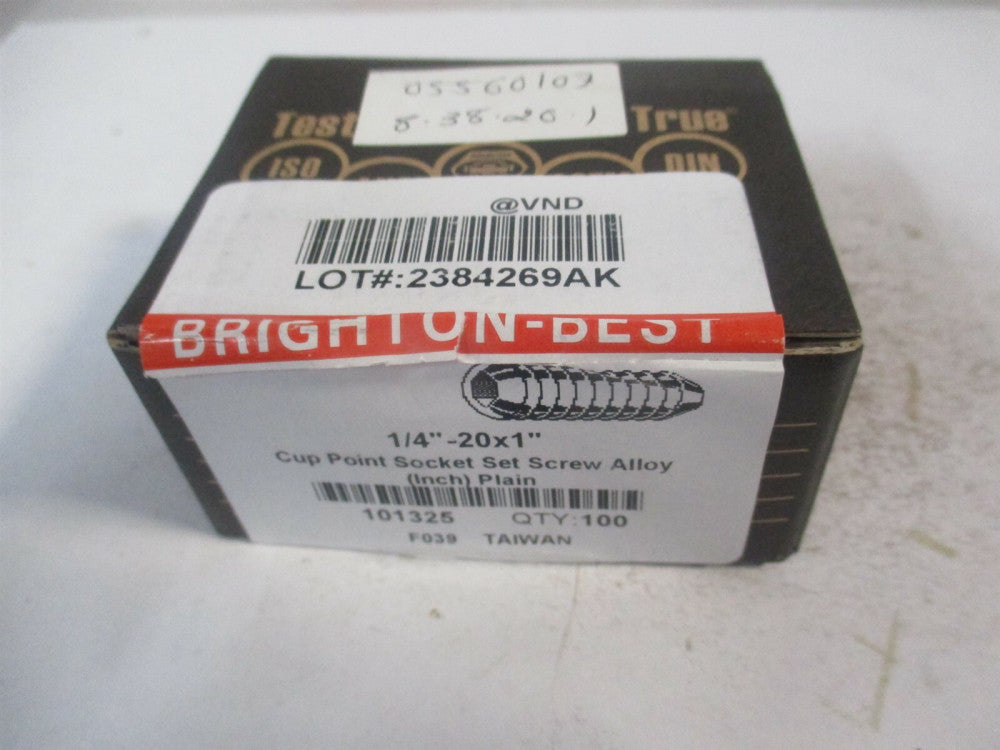 05560107
8.38.20.1
Test True™
ISO DIN
@VND
LOT#:2384269AK
BRIGHTON-BEST
1/4"-20x1"
Cup Point Socket Set Screw Alloy
(Inch) Plain
101325 QTY:100
F039 TAIWAN